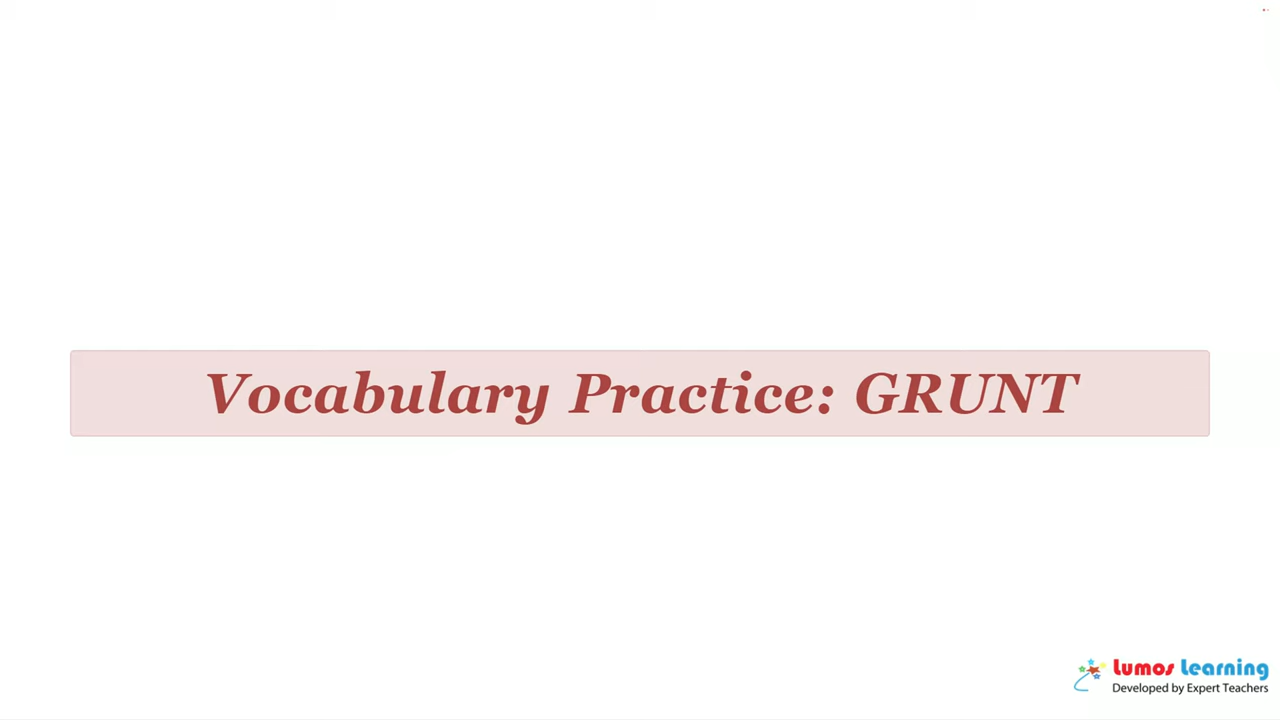 Vocabulary Practice: GRUNT
Lumos Learning
Developed by Expert Teachers